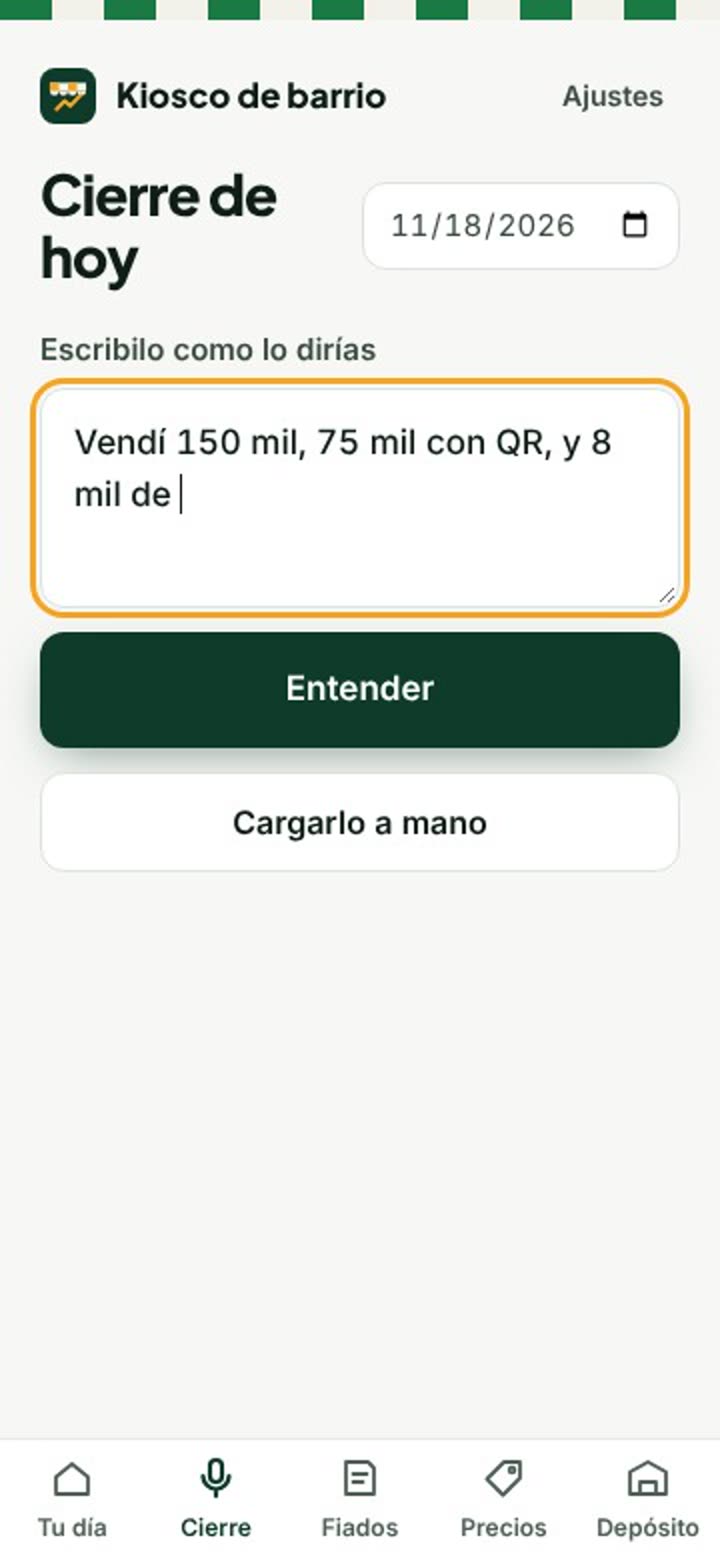 Kiosco de barrio
Ajustes
Cierre de
hoy
11/18/2026
Escribilo como lo dirías
Vendí 150 mil, 75 mil con QR, y 8
mil de
Entender
Cargarlo a mano
Tu día
Cierre
Fiados
Precios
Depósito